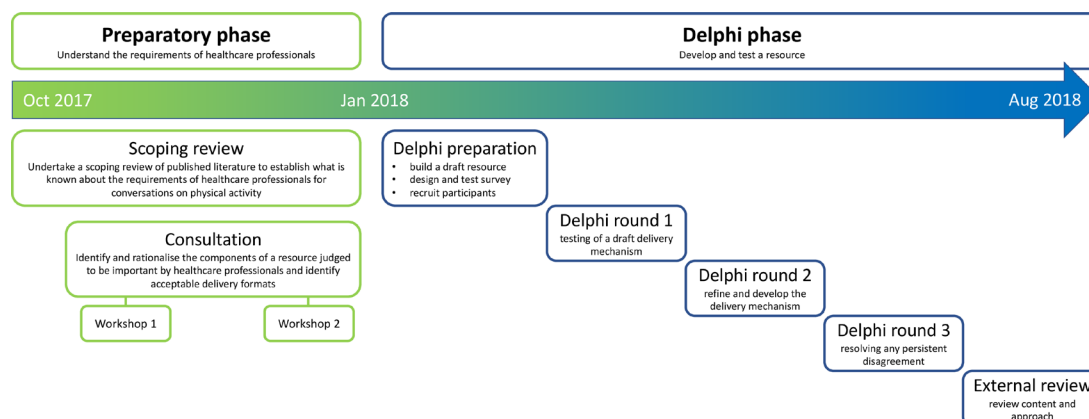 Preparatory phase
Understand the requirements of healthcare professionals
Delphi phase
Develop and test a resource
Oct 2017
Jan 2018
Aug 2018
Scoping review
Undertake a scoping review of published literature to establish what is
known about the requirements of healthcare professionals for
conversations on physical activity
Consultation
Identify and rationalise the components of a resource judged
to be important by healthcare professionals and identify
acceptable delivery formats
Workshop 1
Workshop 2
Delphi preparation
• build a draft resource
• design and test survey
• recruit participants
Delphi round 1
testing of a draft delivery
mechanism
Delphi round 2
refine and develop the
delivery mechanism
Delphi round 3
resolving any persistent
disagreement
External review
review content and
approach